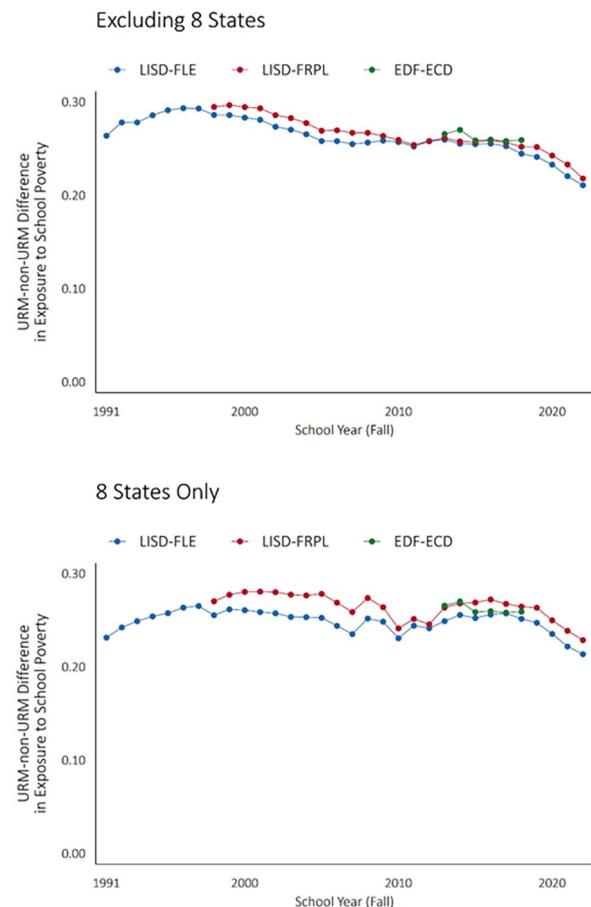 Excluding 8 States
LISD-FLE LISD-FRPL EDF-ECD
URM-non-URM Difference
in Exposure to School Poverty
0.30
0.20
0.10
0.00
1991 2000 2010 2020
School Year (Fall)
8 States Only
LISD-FLE LISD-FRPL EDF-ECD
URM-non-URM Difference
in Exposure to School Poverty
0.30
0.20
0.10
0.00
1991 2000 2010 2020
School Year (Fall)